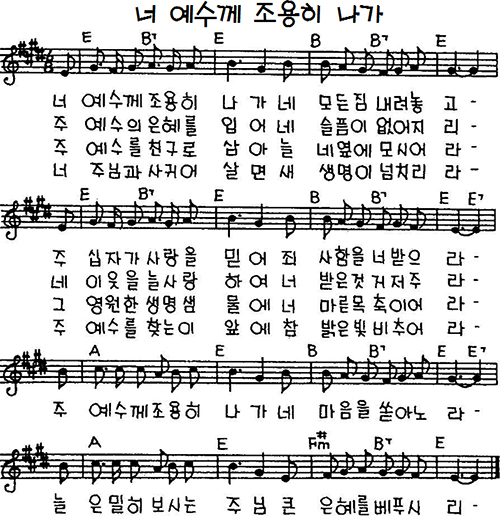 너 예수께 조용히 나가
E B7 E B B7 E
너 예수께조용히 나가네 모든짐 내려놓고-
주 예수의은혜를 입어네 슬픔이 없어지리-
주 예수를친구로 삼아늘 네옆에 모시어라-
너 주님과사귀어 살면새 생명이 넘치리라-
E B7 E B B7 E
주 십자가사랑을 믿어죄 사함을 너받으라-
네 이웃을늘사랑 하여너 받은것 거저주라-
그 영원한생명샘 물에너 마른목 축이어라-
주 예수를찾는이 앞에참 밝은빛 비추어라-
A E B B7 E E7
주 예수께조용히 나가네 마음을 쏟아노라-
A E F#m B7 E
늘 은밀히보시는 주님큰 은혜를베푸시리-